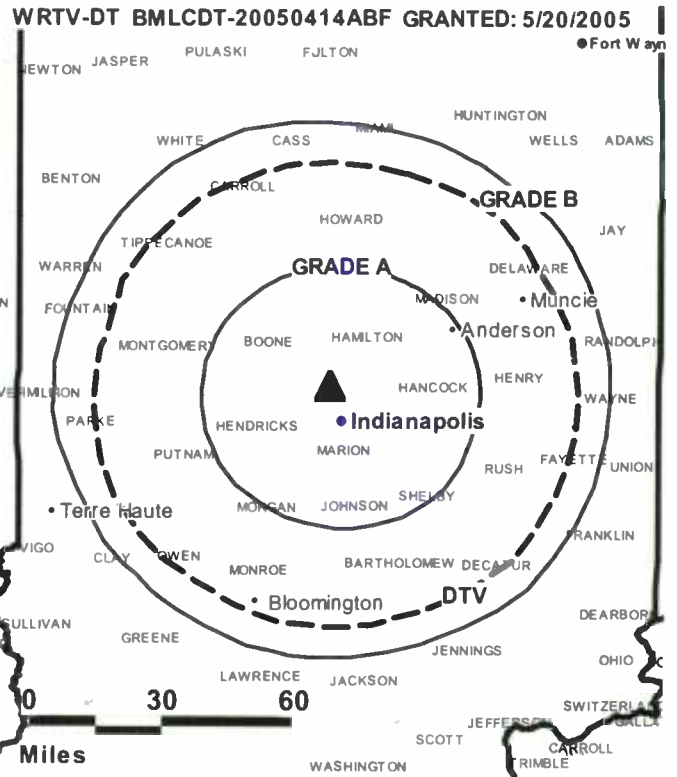 WRTV-DT BMLCDT-20050414ABF GRANTED: 5/20/2005
Fort Wayn
NEWTON
JASPER
PULASKI
FULTON
HUNTINGTON
WHITE
CASS
MIAMI
WELLS
ADAMS
BENTON
CARROLL
GRADE B
HOWARD
JAY
TIPPECANOE
WARREN
GRADE A
DELAWARE
N
FOUNTAIN
MADISON
Muncie
Anderson
MONTGOMERY
BOONE
HAMILTON
RANDOLPH
VERMILLION
HANCOCK
HENRY
WAYNE
PARKE
HENDRICKS
Indianapolis
PUTNAM
MARION
RUSH
FAYETTE
UNION
Terre Haute
MORGAN
JOHNSON
SHELBY
FRANKLIN
VIGO
CLAY
OWEN
MONROE
BARTHOLOMEW
DECATUR
Bloomington
DTV
SULLIVAN
GREENE
DEARBOR
JENNINGS
OHIO
LAWRENCE
JACKSON
0 30 60
Miles
SWITZERLAND
JEFFERSON
GALLA
SCOTT
CARROLL
WASHINGTON
TRIMBLE